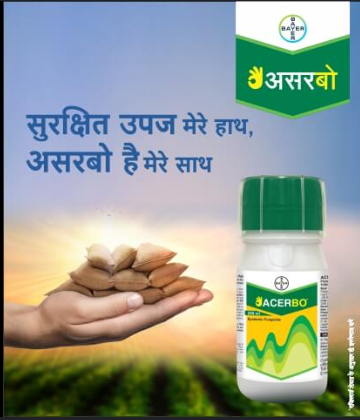 BAYER
असरबो
सुरक्षित उपज मेरे हाथ,
असरबो है मेरे साथ
ACERBO